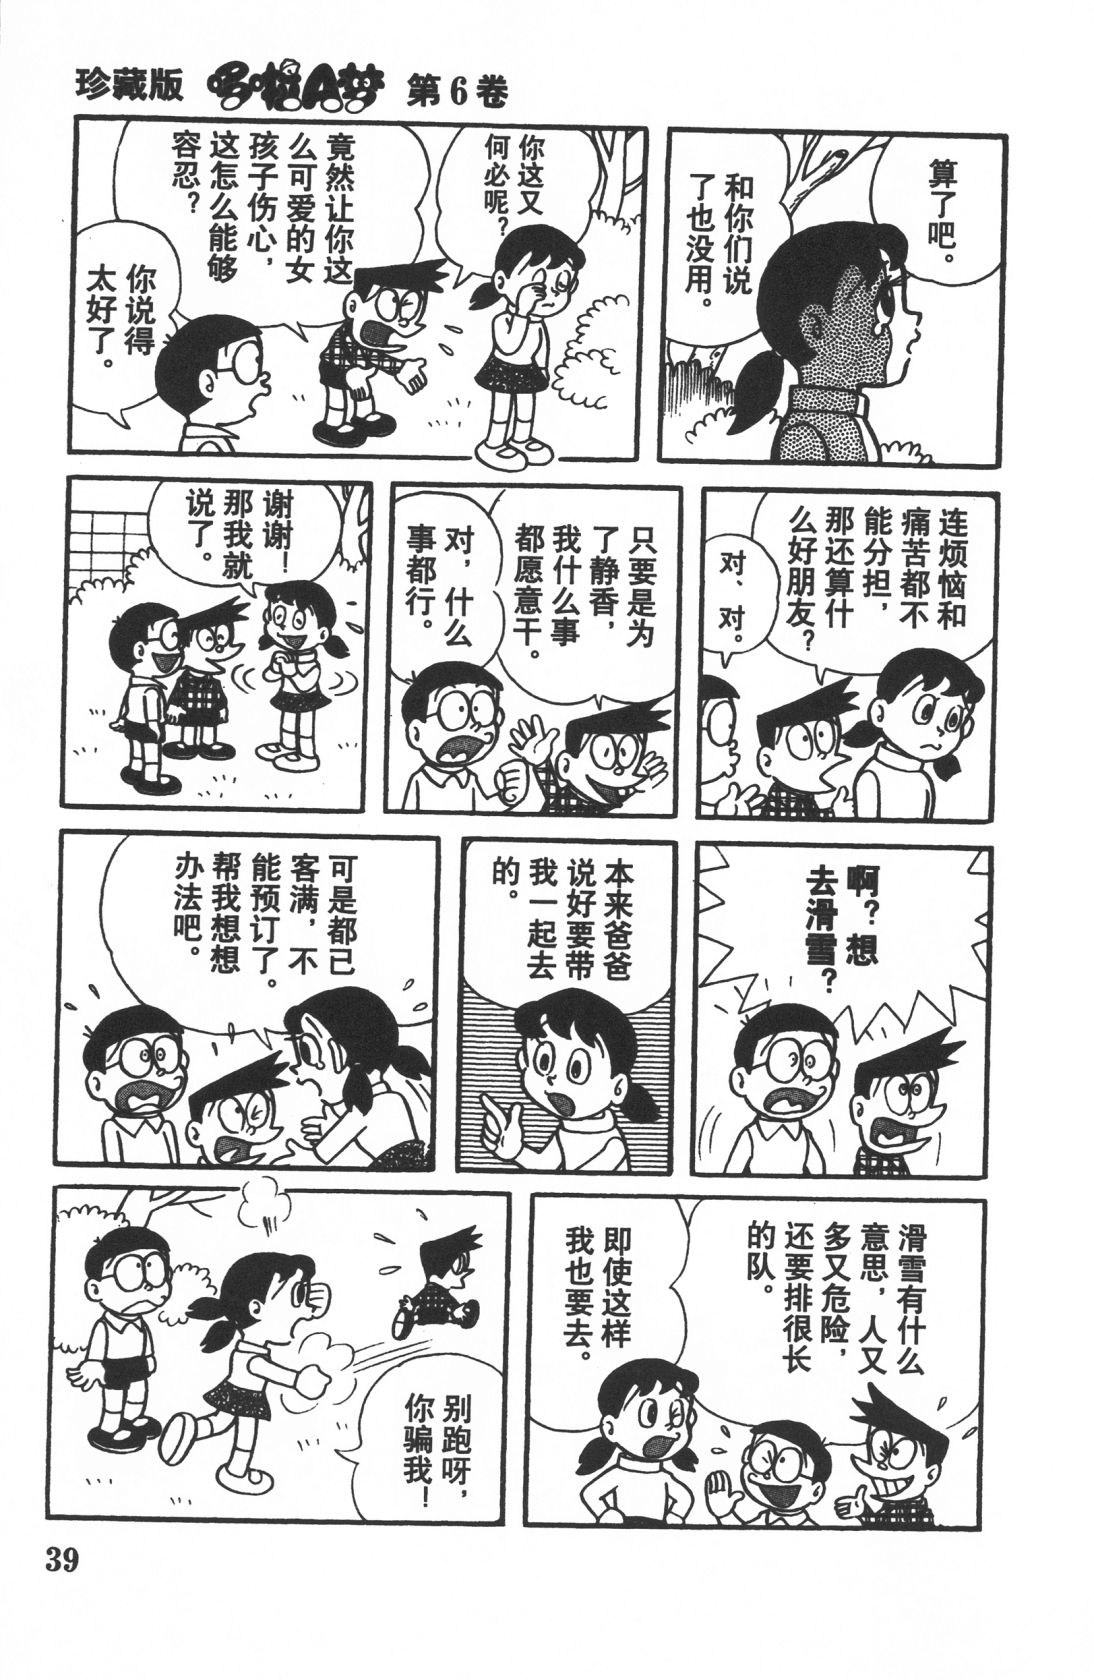 珍藏版 哆啦A梦 第6卷
算了吧。
和你们说
了也没用。
你这又
何必呢？
竟然让你这
么可爱的女
孩子伤心，
这怎么能够
容忍？
你说得
太好了。
连烦恼和
痛苦都不
能分担，
那还算什
么好朋友？
对、对。
只要是为
了静香，
我什么事
都愿意干。
对，什么
事都行。
谢谢！
那我就
说了。
啊？想
去滑雪？
本来爸爸
说好要带
我一起去
的。
可是都已
客满，不
能预订了。
帮我想想
办法吧。
滑雪有什么
意思，人又
多又危险，
还要排很长
的队。
即使这样
我也要去。
别跑呀，
你骗我！
39